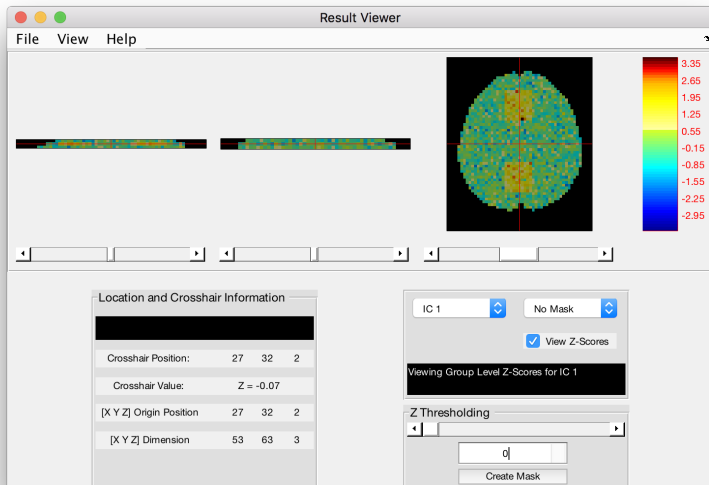 Result Viewer
File View Help
3.35
2.65
1.95
1.25
0.55
-0.15
-0.85
-1.55
-2.25
-2.95
Location and Crosshair Information
Crosshair Position: 27 32 2
Crosshair Value: Z = -0.07
[X Y Z] Origin Position 27 32 2
[X Y Z] Dimension 53 63 3
IC 1 No Mask
View Z-Scores
Viewing Group Level Z-Scores for IC 1
Z Thresholding
0
Create Mask